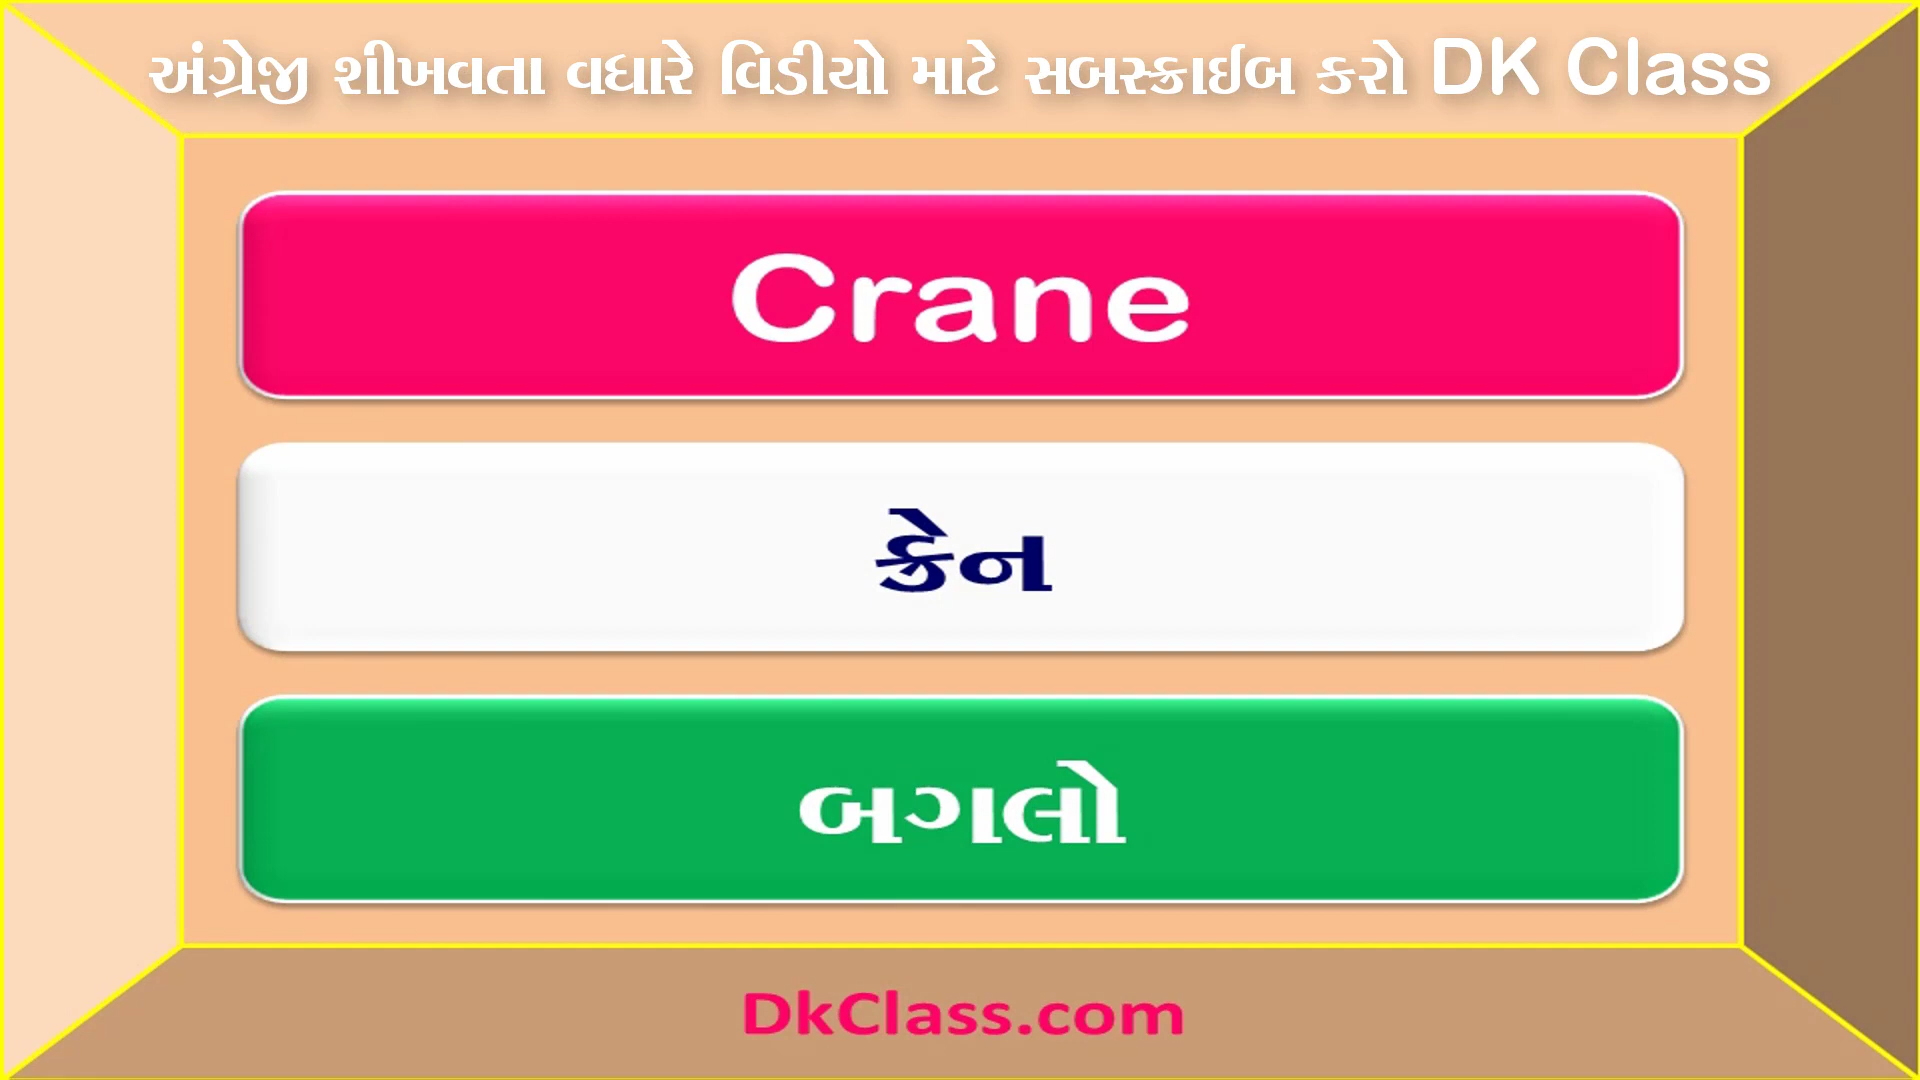 અંગ્રેજી શીખવતા વધારે વિડીયો માટે સબસ્ક્રાઈબ કરો DK Class
Crane
ક્રેન
બગલો
DkClass.com